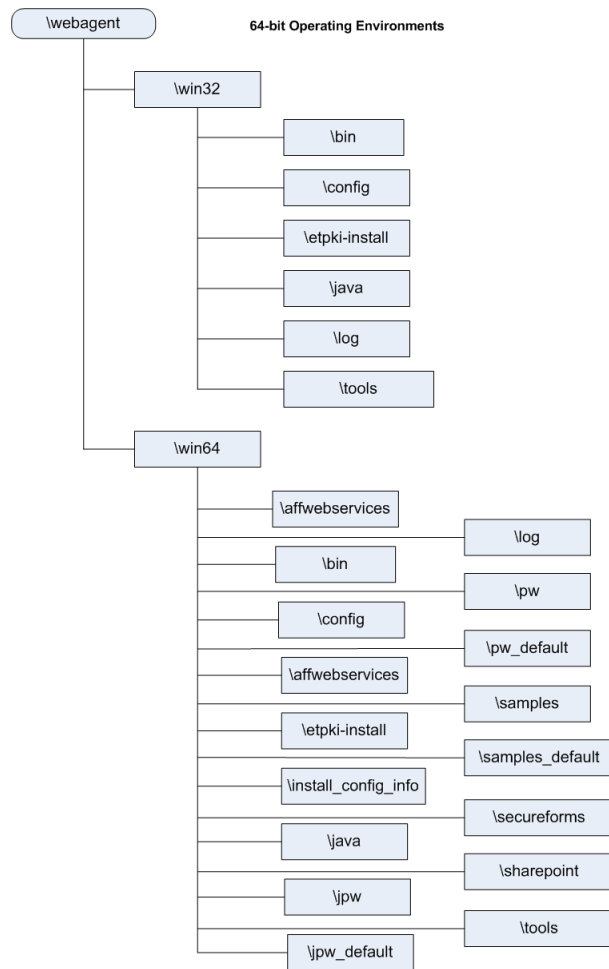 \webagent
64-bit Operating Environments
\win32
\bin
\config
\etpki-install
\java
\log
\tools
\win64
\affwebservices
\log
\bin
\pw
\config
\pw_default
\affwebservices
\samples
\etpki-install
\samples_default
\install_config_info
\secureforms
\java
\sharepoint
\jpw
\tools
\jpw_default